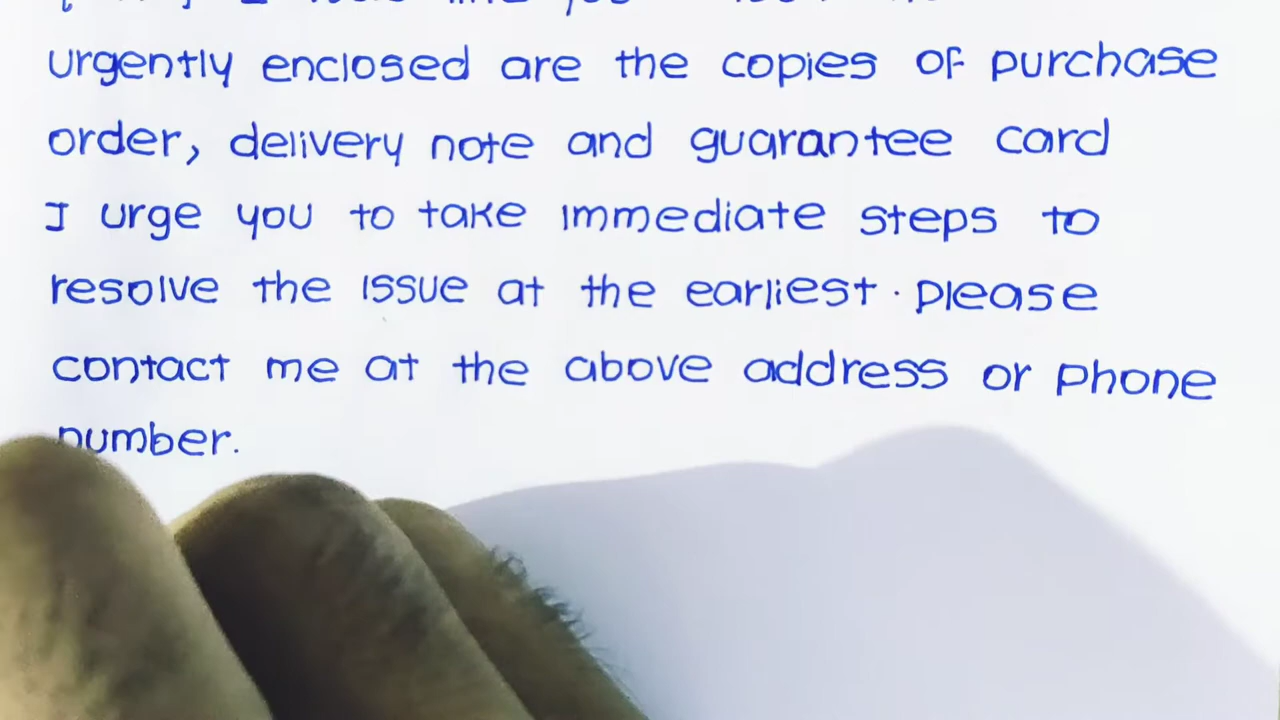 urgently enclosed are the copies of purchase
order, delivery note and guarantee card
I urge you to take immediate steps to
resolve the issue at the earliest. please
contact me at the above address or phone
number.